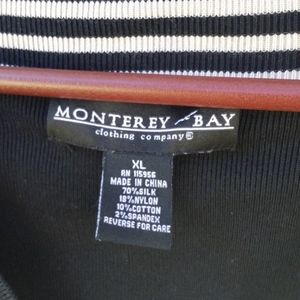 MONTEREY BAY
clothing company®
XL
RN 115956
MADE IN CHINA
70%SILK
18%NYLON
10%COTTON
2%SPANDEX
REVERSE FOR CARE